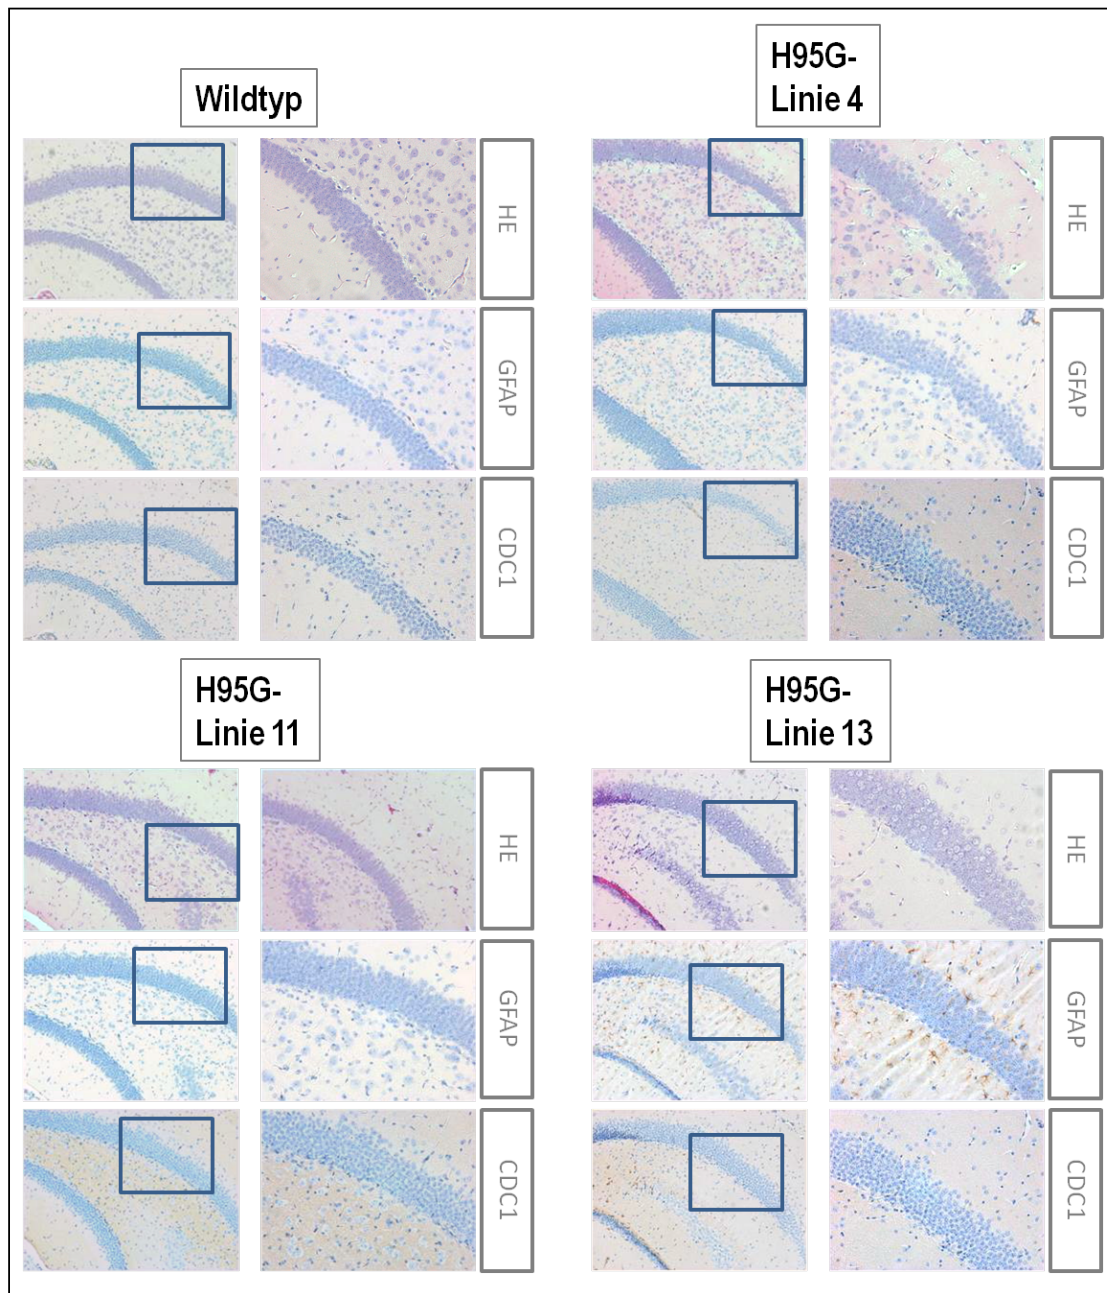 Wildtyp
HE
GFAP
CDC1
H95G-
Linie 4
HE
GFAP
CDC1
H95G-
Linie 11
HE
GFAP
CDC1
H95G-
Linie 13
HE
GFAP
CDC1